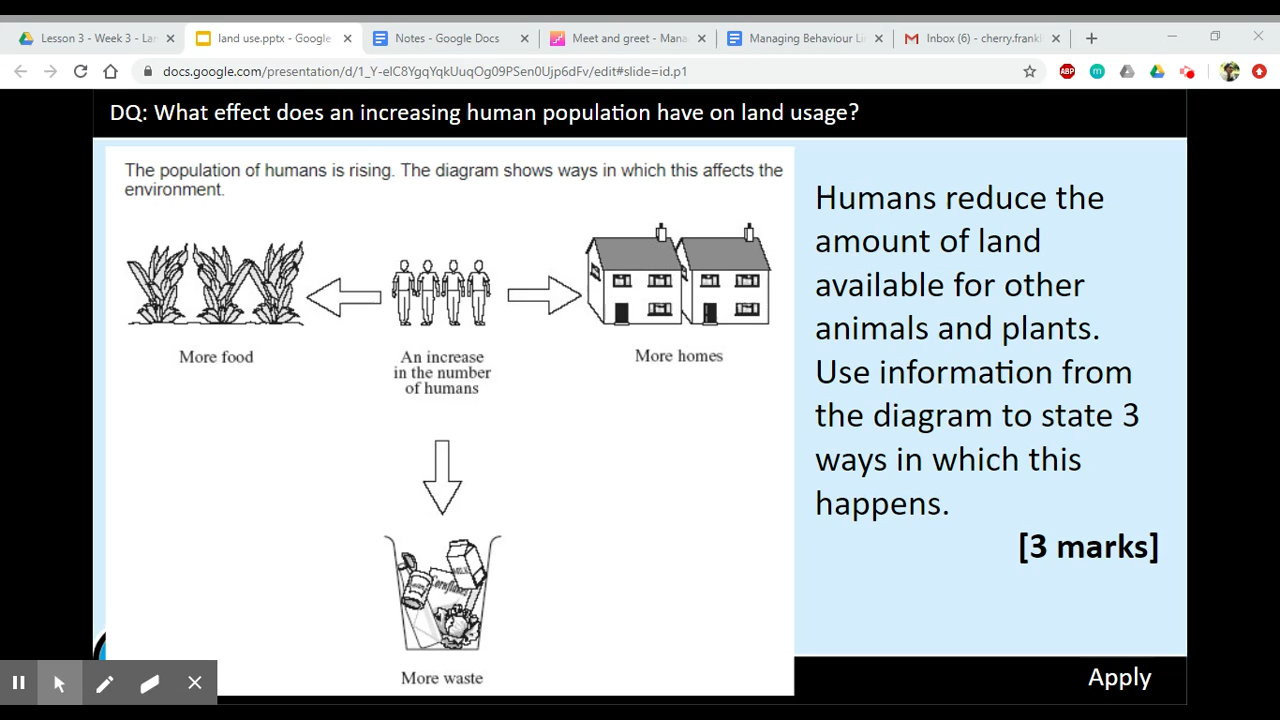 Lesson 3 - Week 3 - Lan
land use.pptx - Google
Notes - Google Docs
Meet and greet - Mana
Managing Behaviour Li
Inbox (6) - cherry.frankl
docs.google.com/presentation/d/1_Y-elC8YgqYqkUuqOg09PSen0Ujp6dFv/edit#slide=id.p1
ABP
m
DQ: What effect does an increasing human population have on land usage?
The population of humans is rising. The diagram shows ways in which this affects the
environment.
More food
An increase
in the number
of humans
More homes
More waste
MILK
Cornflakes
Humans reduce the
amount of land
available for other
animals and plants.
Use information from
the diagram to state 3
ways in which this
happens.
[3 marks]
Apply